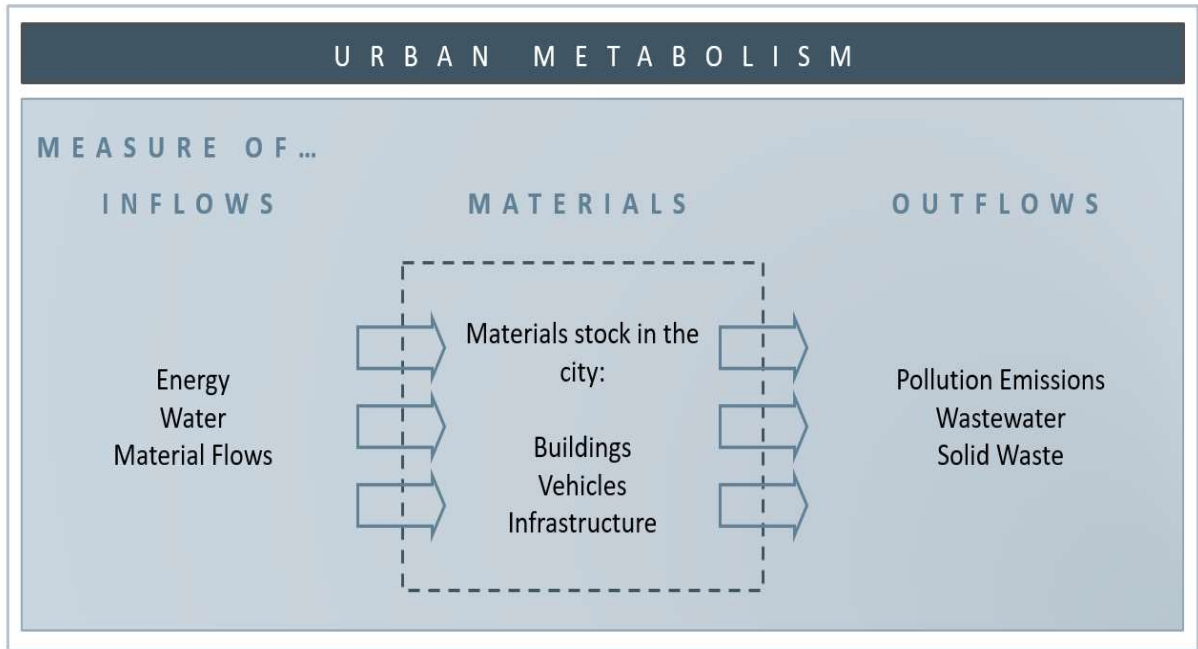 URBAN METABOLISM
MEASURE OF…
INFLOWS
MATERIALS
OUTFLOWS
Energy
Water
Material Flows
Materials stock in the
city:
Buildings
Vehicles
Infrastructure
Pollution Emissions
Wastewater
Solid Waste